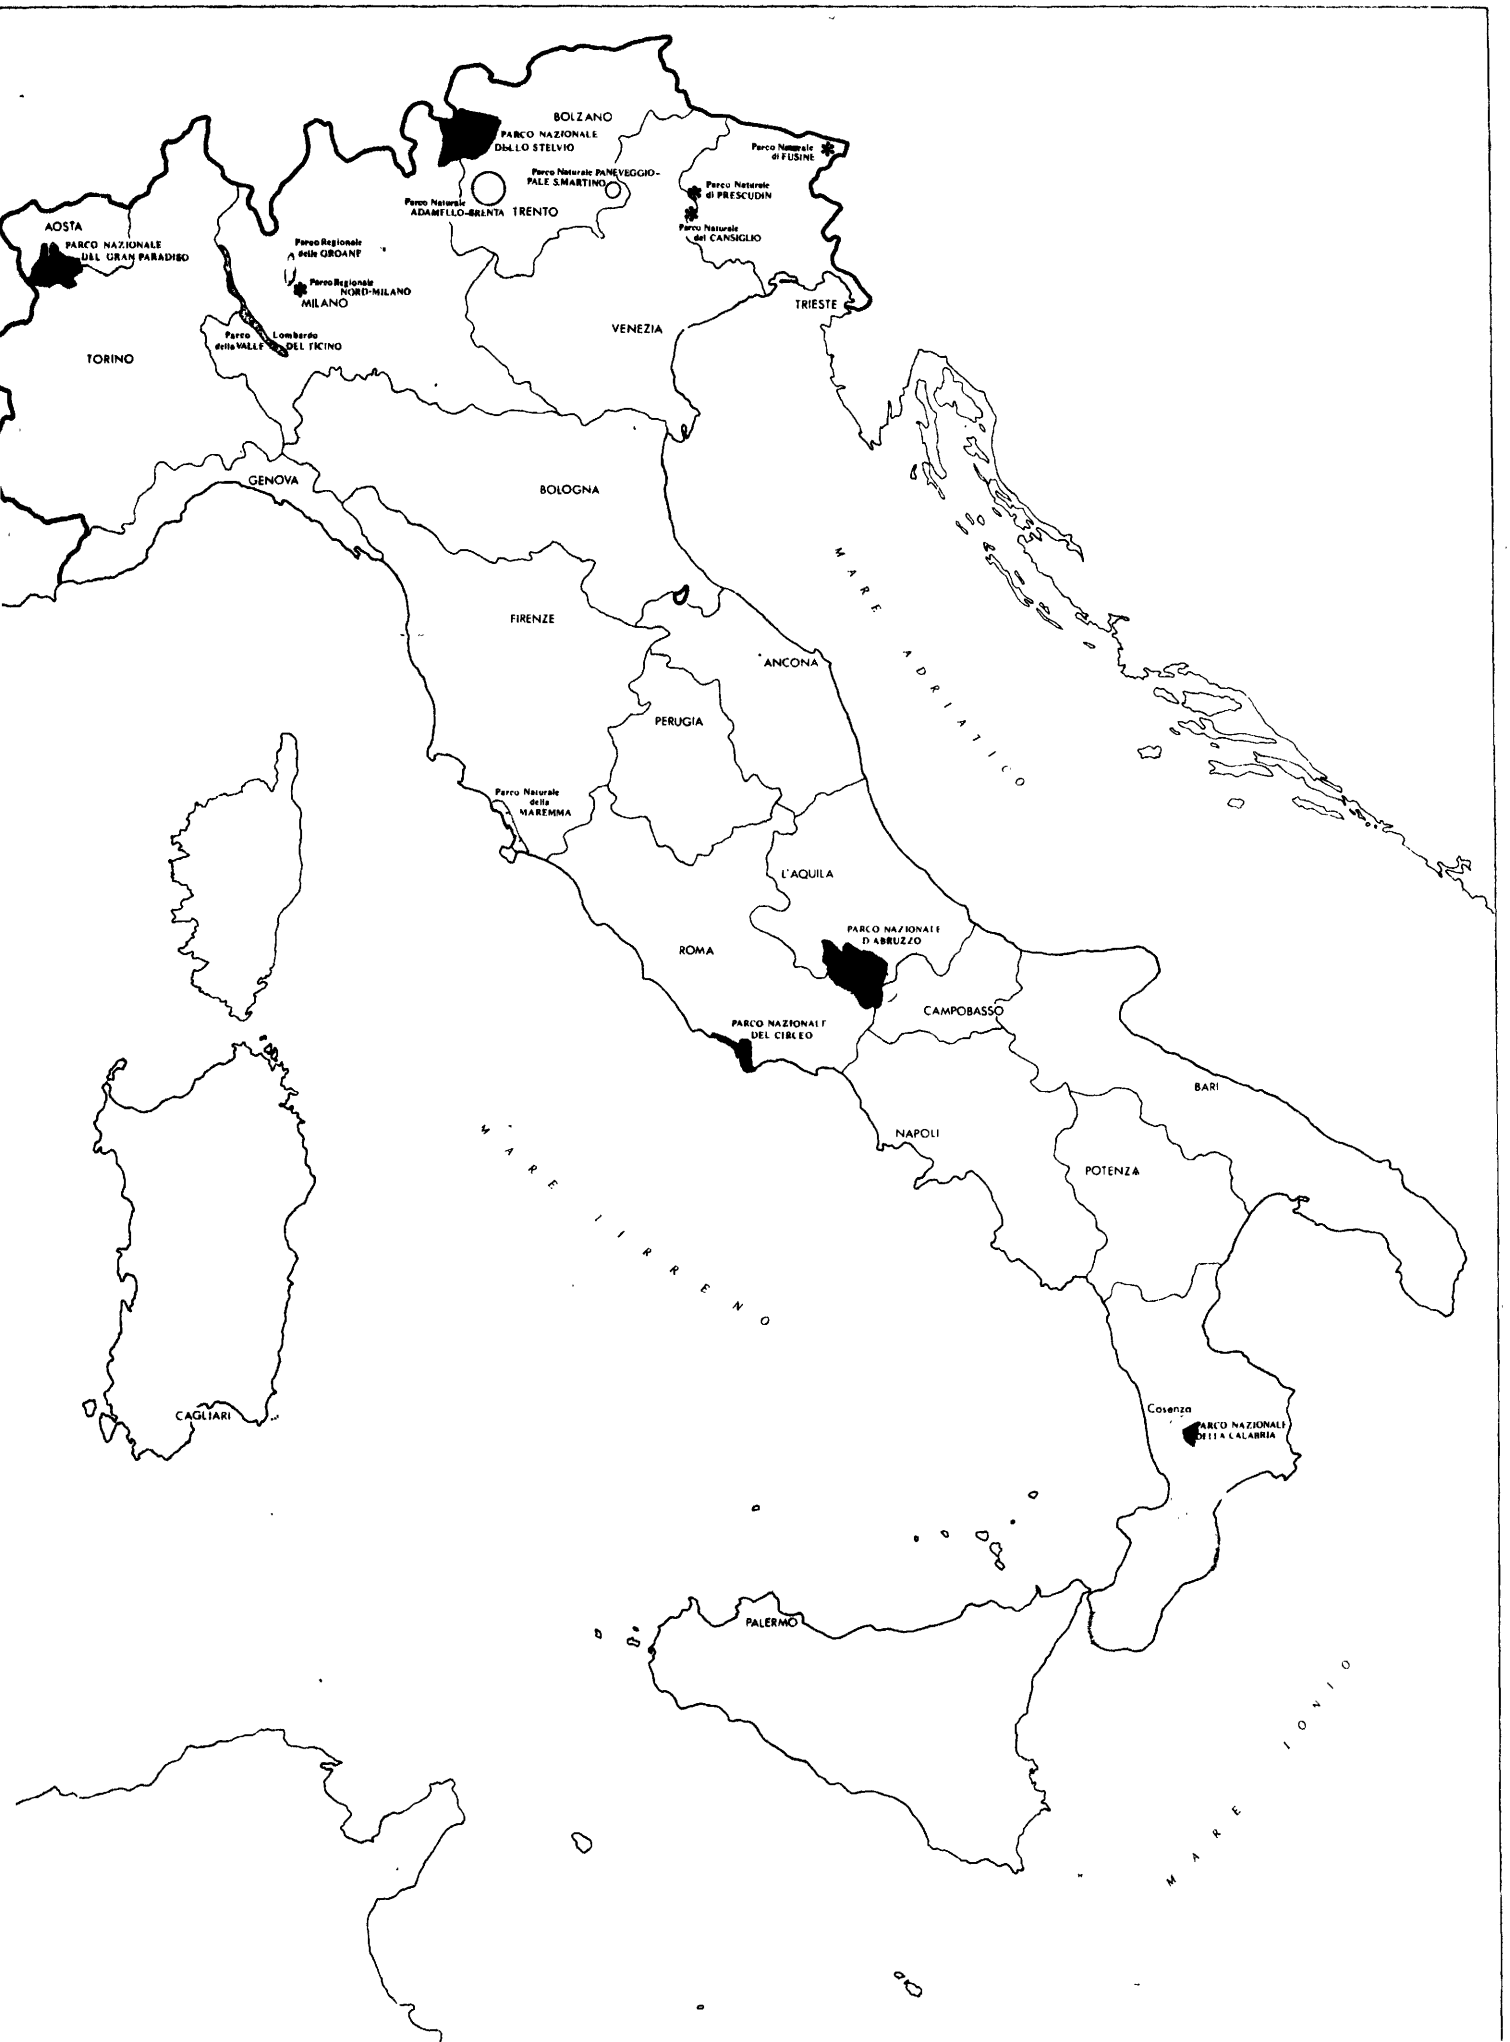 BOLZANO
PARCO NAZIONALE
DELLO STELVIO
Parco Naturale
di FUSINE
Parco Naturale PANEVEGGIO-
PALE S.MARTINO
Parco Naturale
di PRESCUDIN
Parco Naturale
ADAMELLO-BRENTA
TRENTO
Parco Naturale
del CANSIGLIO
AOSTA
PARCO NAZIONALE
DEL GRAN PARADISO
Parco Regionale
delle GROANE
Parco Regionale
NORD-MILANO
MILANO
TRIESTE
VENEZIA
Parco Lombardo
della VALLE DEL TICINO
TORINO
GENOVA
BOLOGNA
MARE ADRIATICO
FIRENZE
ANCONA
PERUGIA
Parco Naturale
della
MAREMMA
L'AQUILA
PARCO NAZIONALE
D'ABRUZZO
ROMA
CAMPOBASSO
PARCO NAZIONALE
DEL CIRCEO
BARI
NAPOLI
POTENZA
MARE TIRRENO
CAGLIARI
Cosenza
PARCO NAZIONALE
DELLA CALABRIA
PALERMO
MARE IONIO